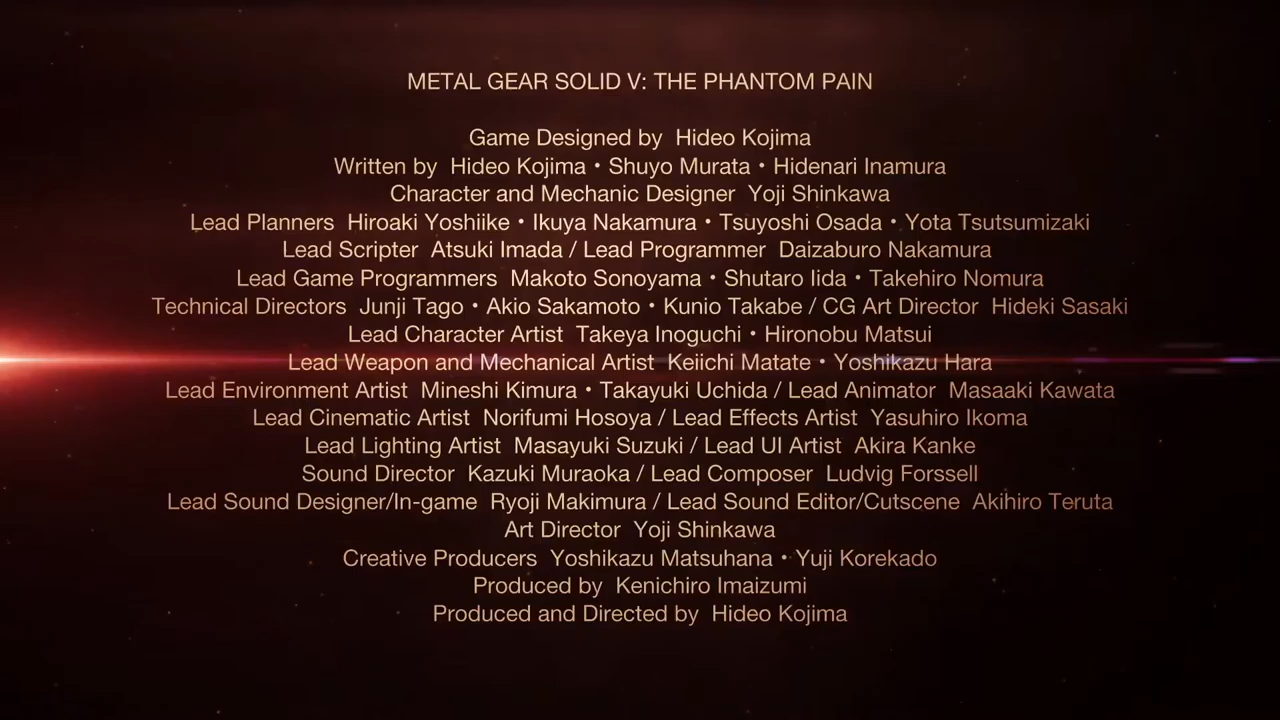 METAL GEAR SOLID V: THE PHANTOM PAIN
Game Designed by Hideo Kojima
Written by Hideo Kojima・Shuyo Murata・Hidenari Inamura
Character and Mechanic Designer Yoji Shinkawa
Lead Planners Hiroaki Yoshiike・Ikuya Nakamura・Tsuyoshi Osada・Yota Tsutsumizaki
Lead Scripter Atsuki Imada / Lead Programmer Daizaburo Nakamura
Lead Game Programmers Makoto Sonoyama・Shutaro Iida・Takehiro Nomura
Technical Directors Junji Tago・Akio Sakamoto・Kunio Takabe / CG Art Director Hideki Sasaki
Lead Character Artist Takeya Inoguchi・Hironobu Matsui
Lead Weapon and Mechanical Artist Keiichi Matate・Yoshikazu Hara
Lead Environment Artist Mineshi Kimura・Takayuki Uchida / Lead Animator Masaaki Kawata
Lead Cinematic Artist Norifumi Hosoya / Lead Effects Artist Yasuhiro Ikoma
Lead Lighting Artist Masayuki Suzuki / Lead UI Artist Akira Kanke
Sound Director Kazuki Muraoka / Lead Composer Ludvig Forssell
Lead Sound Designer/In-game Ryoji Makimura / Lead Sound Editor/Cutscene Akihiro Teruta
Art Director Yoji Shinkawa
Creative Producers Yoshikazu Matsuhana・Yuji Korekado
Produced by Kenichiro Imaizumi
Produced and Directed by Hideo Kojima